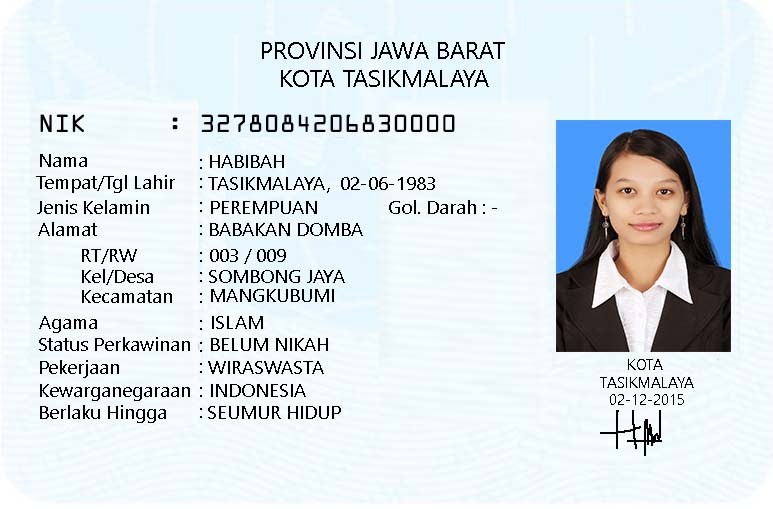 PROVINSI JAWA BARAT
KOTA TASIKMALAYA
NIK : 3278084206830000
Nama : HABIBAH
Tempat/Tgl Lahir : TASIKMALAYA, 02-06-1983
Jenis Kelamin : PEREMPUAN Gol. Darah : -
Alamat : BABAKAN DOMBA
RT/RW : 003 / 009
Kel/Desa : SOMBONG JAYA
Kecamatan : MANGKUBUMI
Agama : ISLAM
Status Perkawinan : BELUM NIKAH
Pekerjaan : WIRASWASTA
Kewarganegaraan : INDONESIA
Berlaku Hingga : SEUMUR HIDUP
KOTA
TASIKMALAYA
02-12-2015